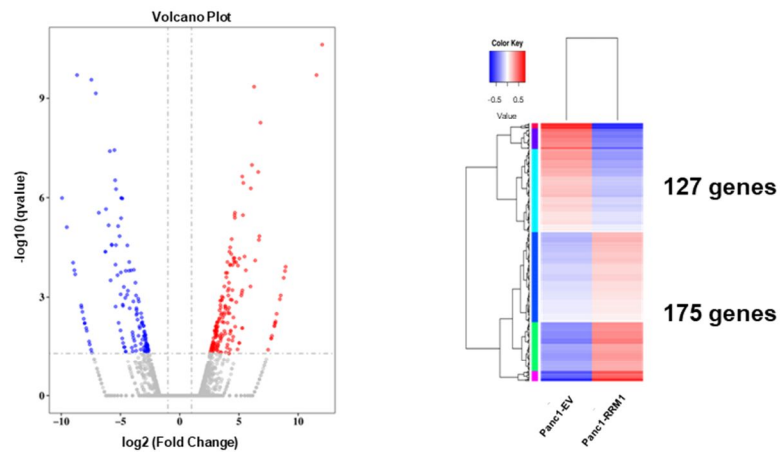 Volcano Plot
-log10 (qvalue)
9
6
3
0
-10
-5
0
5
10
log2 (Fold Change)
Color Key
-0.5 0.5
Value
127 genes
175 genes
Panc1-EV
Panc1-RRM1